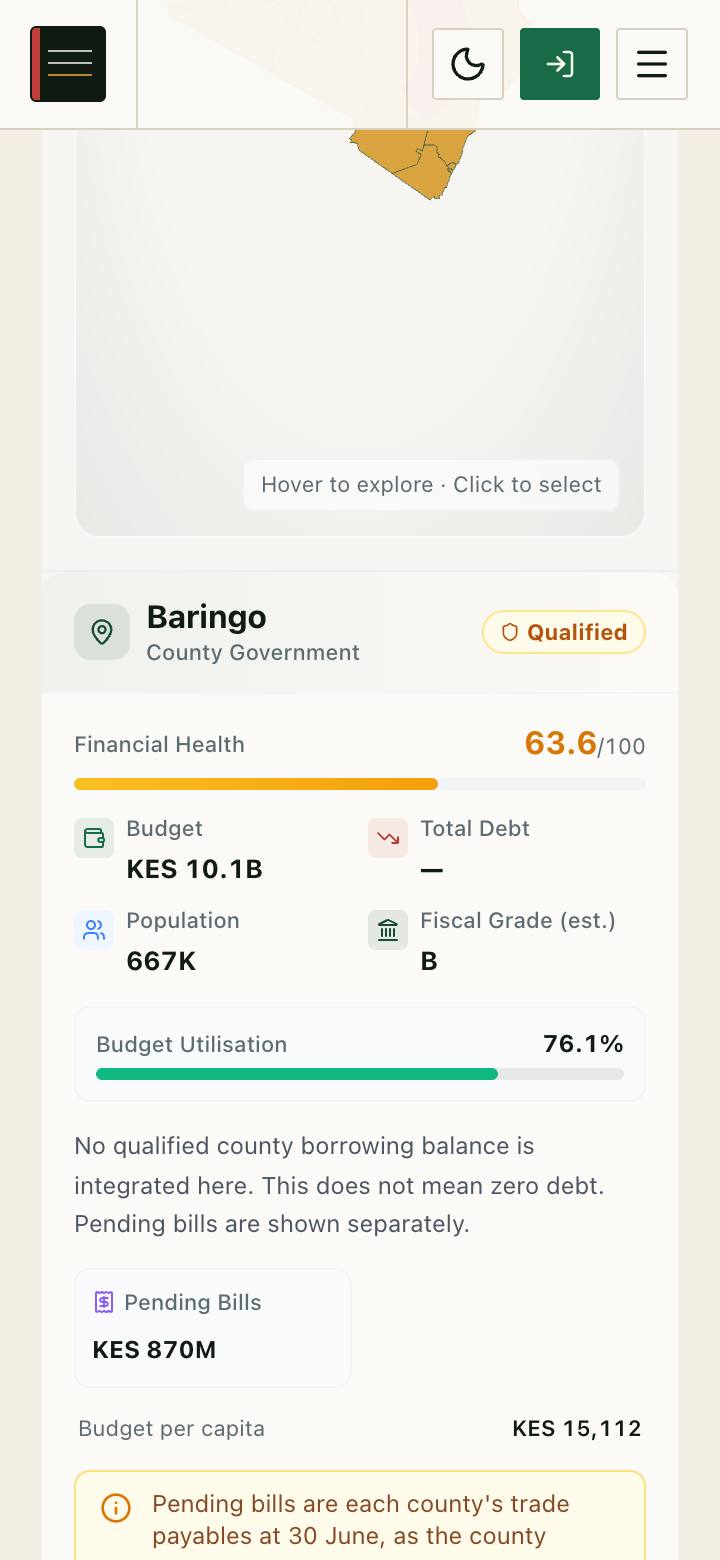 Hover to explore · Click to select
Baringo
County Government
Qualified
Financial Health
63.6/100
Budget
KES 10.1B
Total Debt
—
Population
667K
Fiscal Grade (est.)
B
Budget Utilisation
76.1%
No qualified county borrowing balance is
integrated here. This does not mean zero debt.
Pending bills are shown separately.
Pending Bills
KES 870M
Budget per capita
KES 15,112
Pending bills are each county's trade
payables at 30 June, as the county